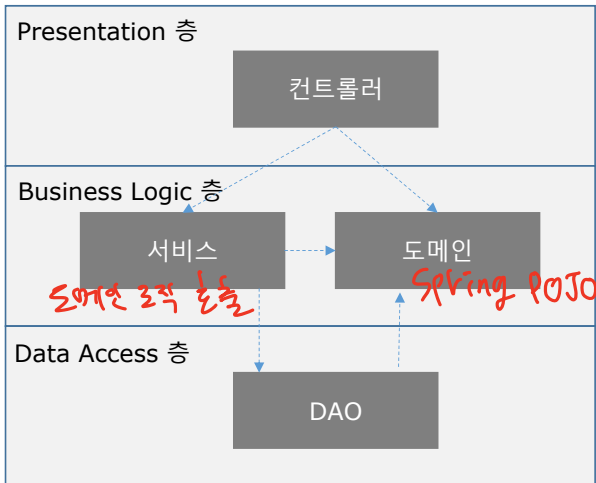 Presentation 층
컨트롤러
Business Logic 층
서비스
도메인
도메인 로직 호출
Spring POJO
Data Access 층
DAO